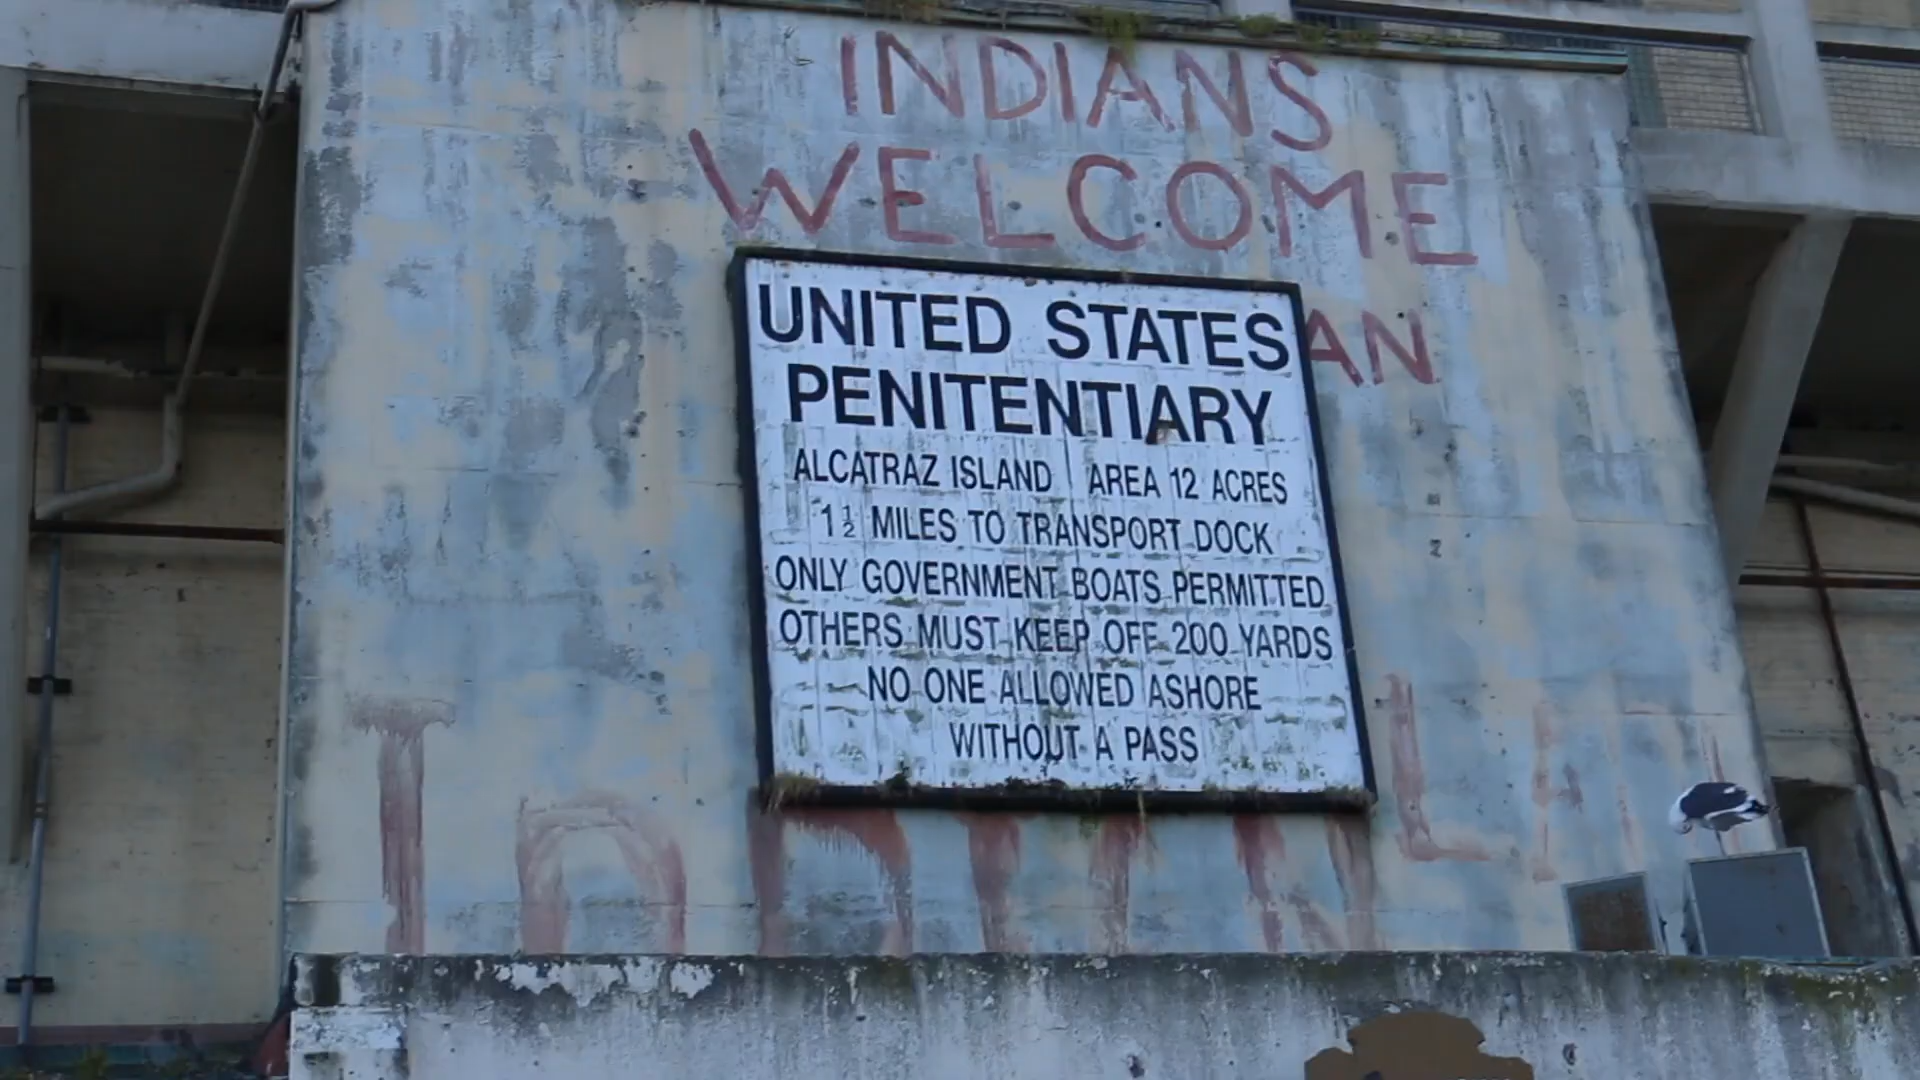 INDIANS
WELCOME
UNITED STATES
AN
PENITENTIARY
ALCATRAZ ISLAND AREA 12 ACRES
1½ MILES TO TRANSPORT DOCK
ONLY GOVERNMENT BOATS PERMITTED
OTHERS MUST KEEP OFF 200 YARDS
NO ONE ALLOWED ASHORE
WITHOUT A PASS